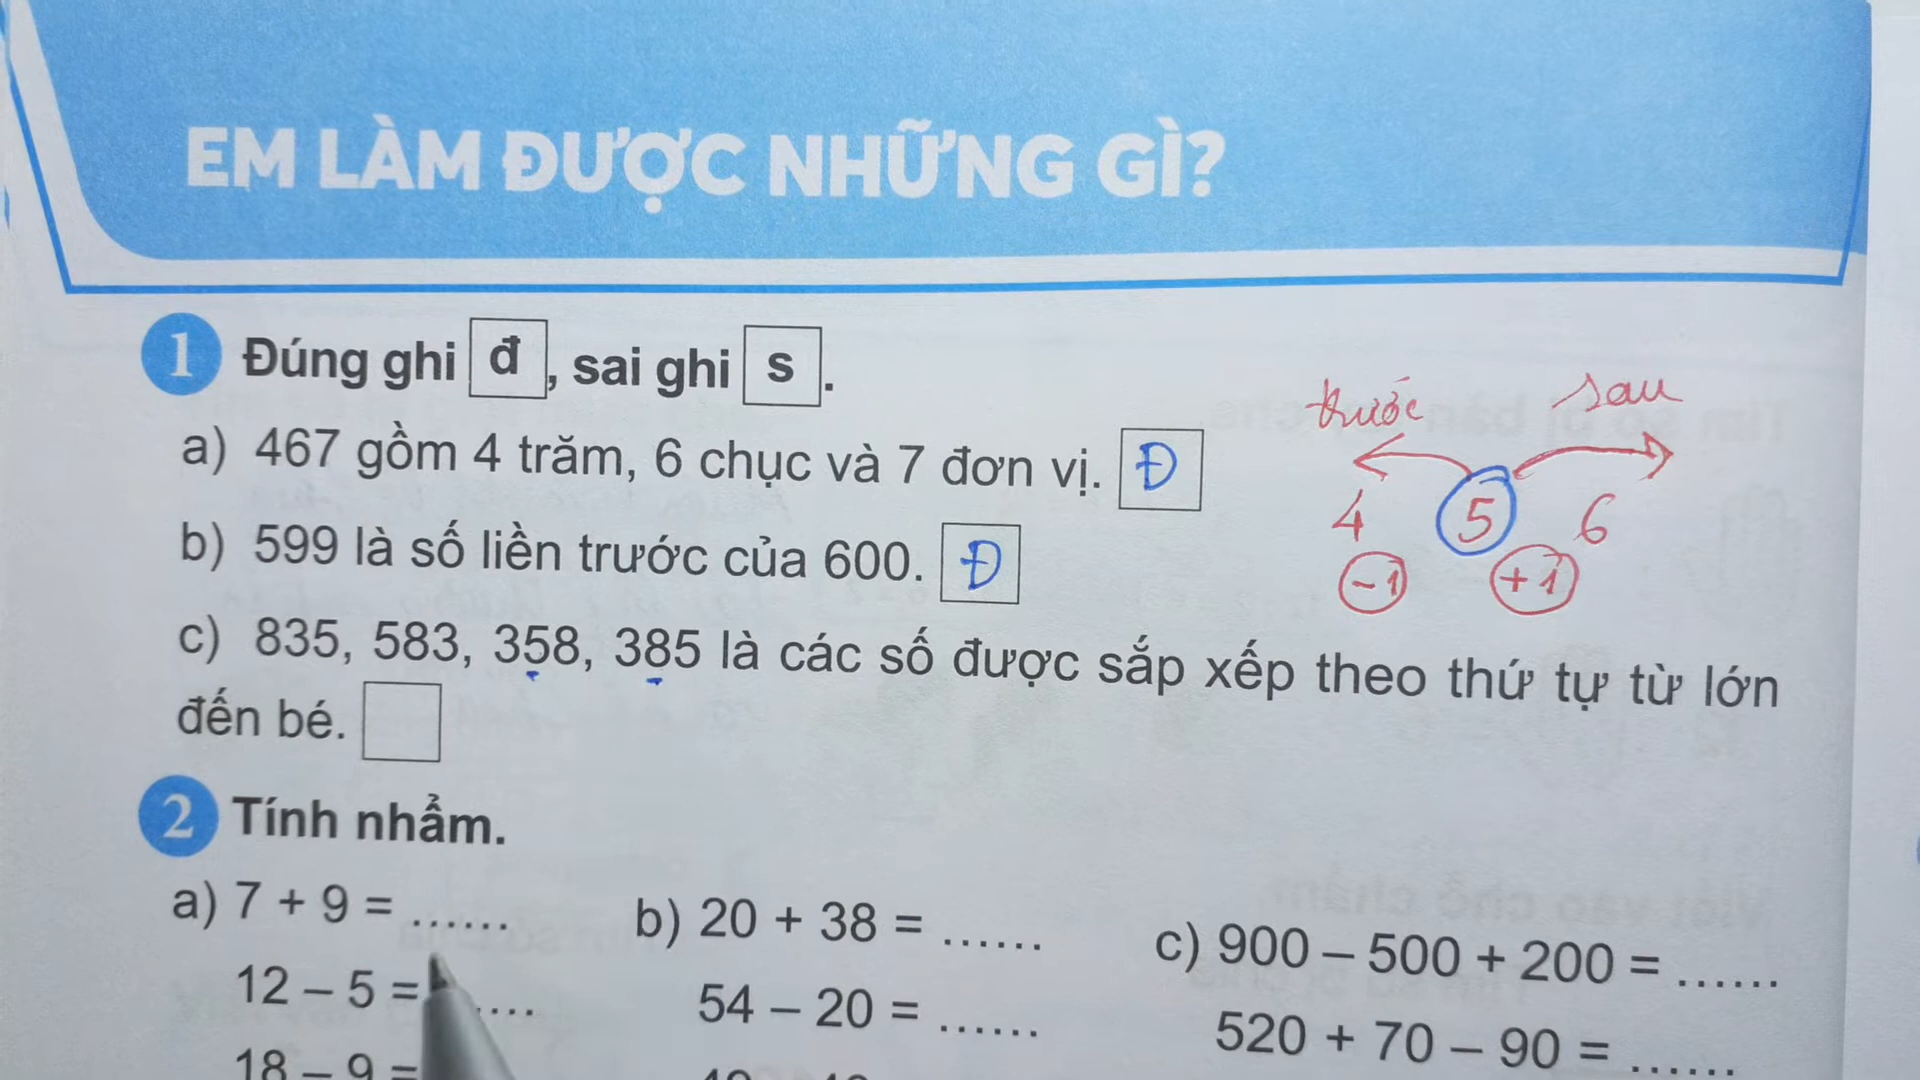 EM LÀM ĐƯỢC NHỮNG GÌ?
1 Đúng ghi đ, sai ghi s.
a) 467 gồm 4 trăm, 6 chục và 7 đơn vị. Đ
b) 599 là số liền trước của 600. Đ
trước sau
4 5 6
-1 +1
c) 835, 583, 358, 385 là các số được sắp xếp theo thứ tự từ lớn
đến bé.
2 Tính nhẩm.
a) 7 + 9 = ...... b) 20 + 38 = ...... c) 900 – 500 + 200 = ......
12 – 5 = .... 54 – 20 = ...... 520 + 70 – 90 = ......
18 – 9 =